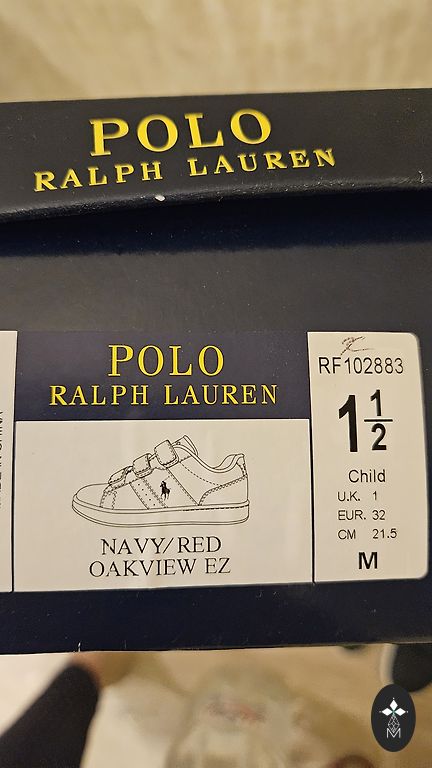 POLO
RALPH LAUREN
POLO
RALPH LAUREN
NAVY/RED
OAKVIEW EZ
RF102883
1 1/2
Child
U.K. 1
EUR. 32
CM 21.5
M
M